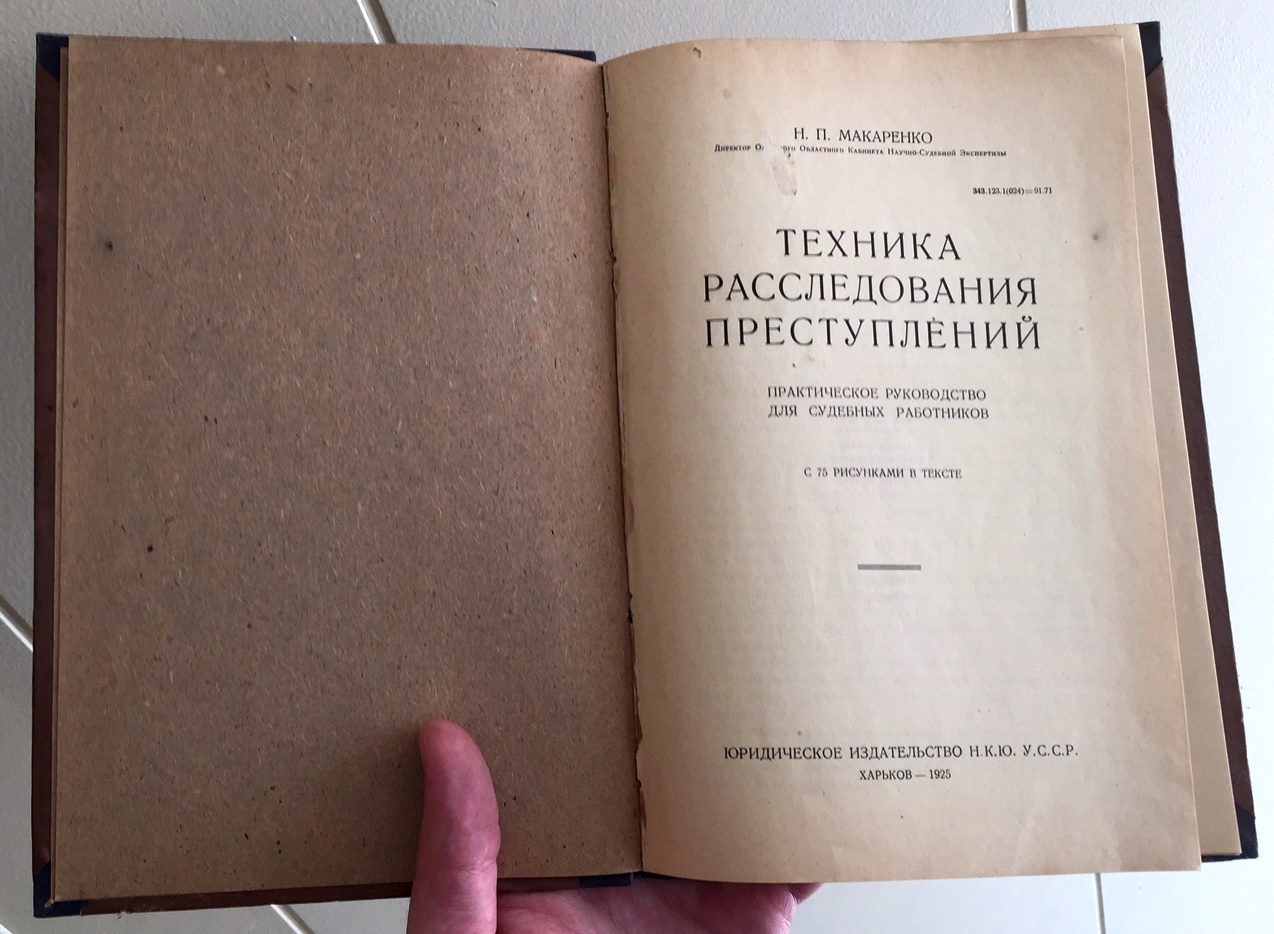 Н. П. МАКАРЕНКО
Директор Областного Кабинета Научно-Судебной Экспертизы
343.123.1(024)=91.71
ТЕХНИКА
РАССЛЕДОВАНИЯ
ПРЕСТУПЛЕНИЙ
ПРАКТИЧЕСКОЕ РУКОВОДСТВО
ДЛЯ СУДЕБНЫХ РАБОТНИКОВ
С 75 РИСУНКАМИ В ТЕКСТЕ
ЮРИДИЧЕСКОЕ ИЗДАТЕЛЬСТВО Н.К.Ю. У.С.С.Р.
ХАРЬКОВ — 1925